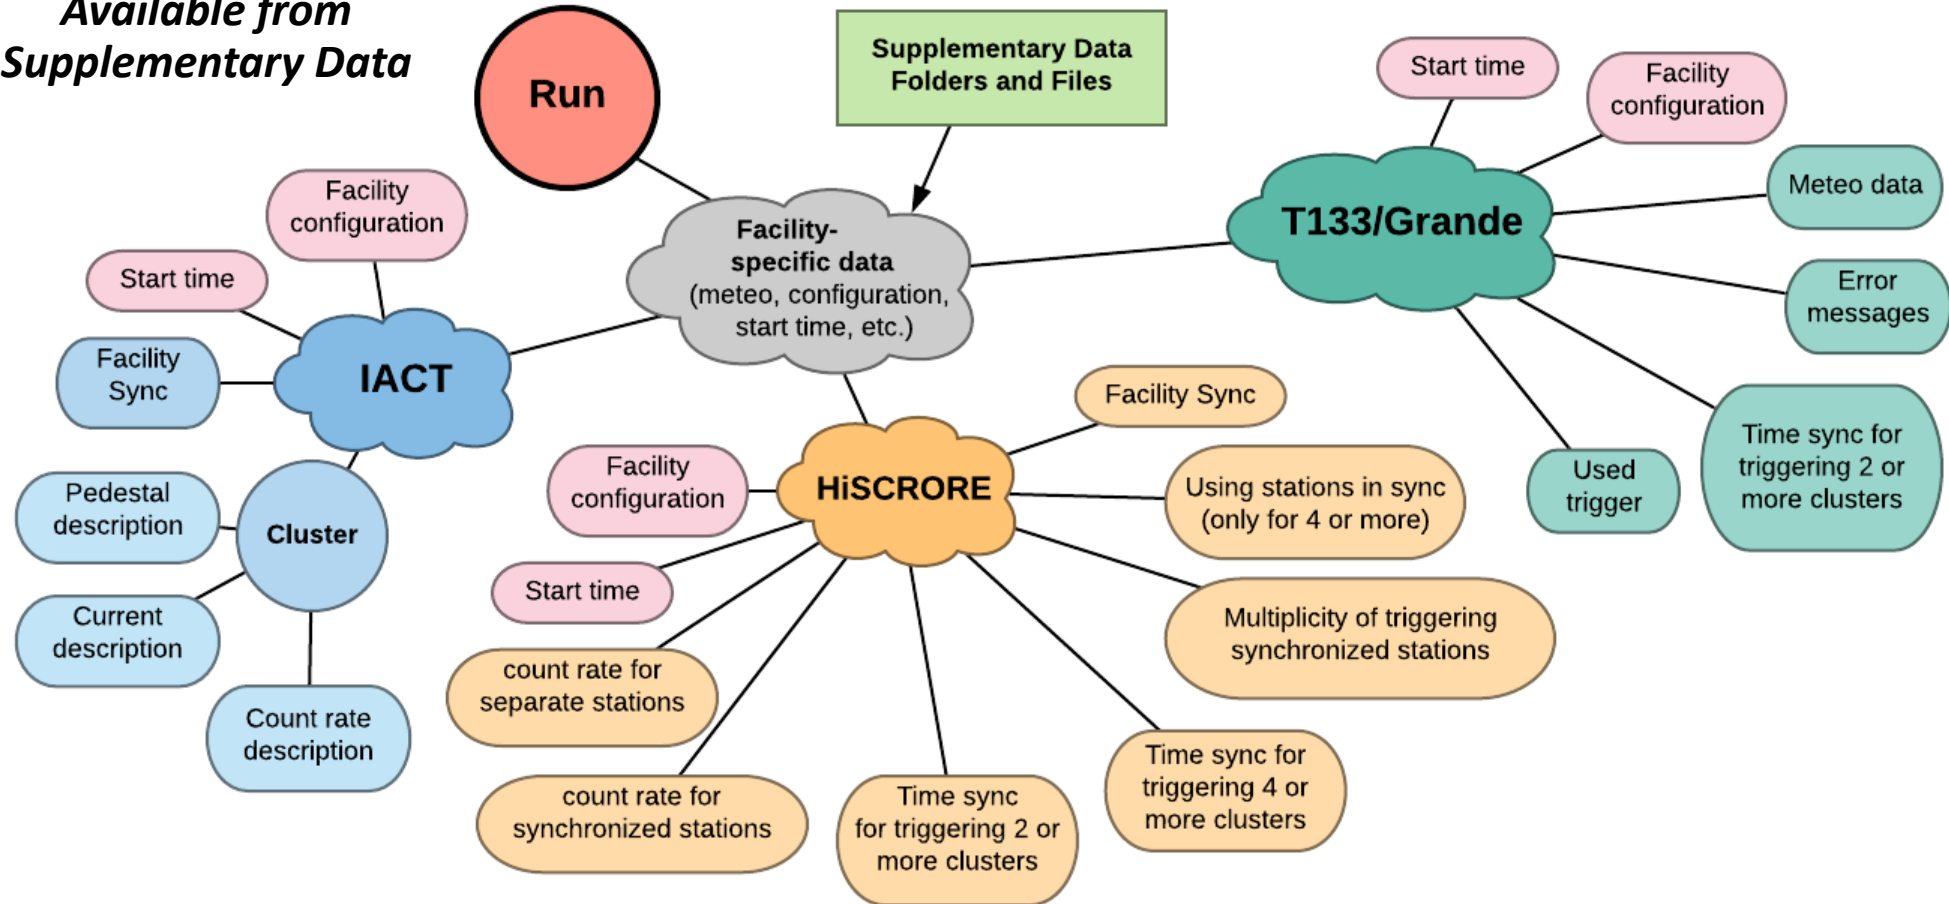 Available from
Supplementary Data
Run
Supplementary Data
Folders and Files
Start time
Facility
configuration
Meteo data
T133/Grande
Error
messages
Time sync for
triggering 2 or
more clusters
Used
trigger
Facility-
specific data
(meteo, configuration,
start time, etc.)
Facility
configuration
Start time
Facility
Sync
IACT
Cluster
Pedestal
description
Current
description
Count rate
description
HiSCRORE
Facility Sync
Facility
configuration
Using stations in sync
(only for 4 or more)
Start time
Multiplicity of triggering
synchronized stations
count rate for
separate stations
count rate for
synchronized stations
Time sync
for triggering 2 or
more clusters
Time sync for
triggering 4 or
more clusters